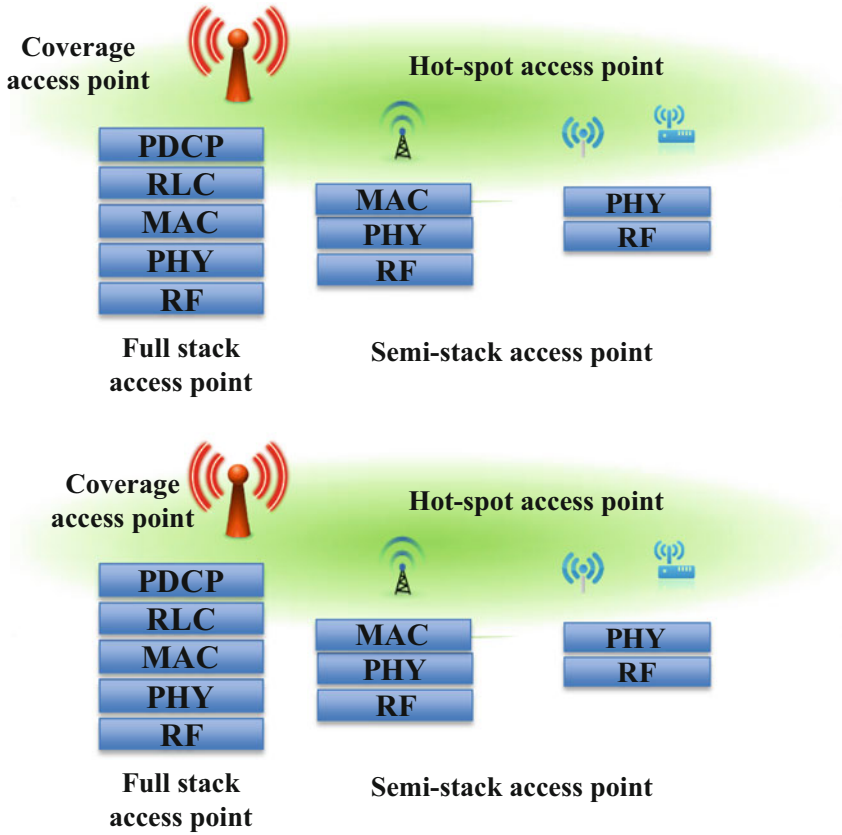 Coverage
access point
Hot-spot access point
PDCP
RLC
MAC
PHY
RF
MAC
PHY
RF
PHY
RF
Full stack
access point
Semi-stack access point
Coverage
access point
Hot-spot access point
PDCP
RLC
MAC
PHY
RF
MAC
PHY
RF
PHY
RF
Full stack
access point
Semi-stack access point